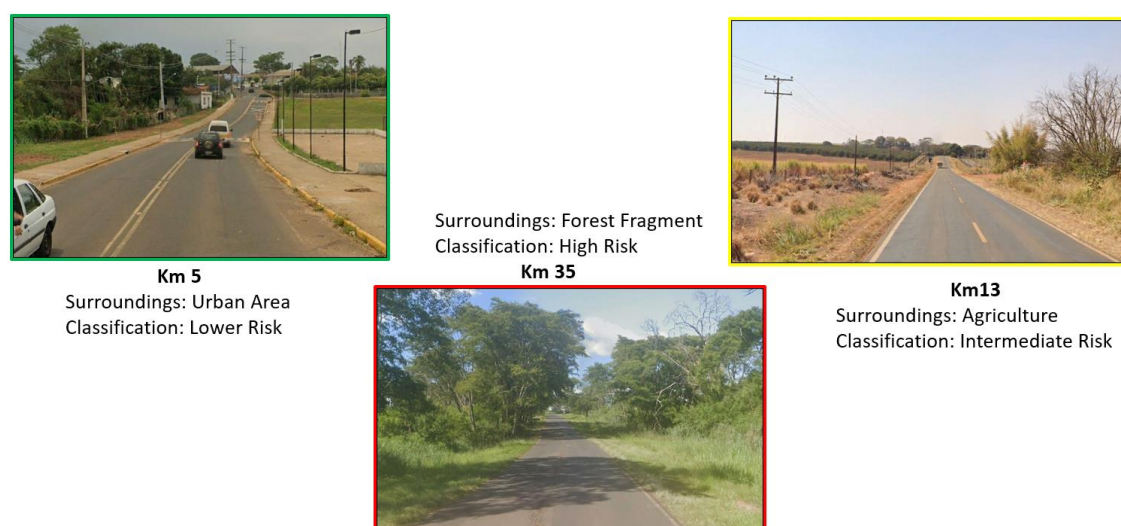 Km 5
Surroundings: Urban Area
Classification: Lower Risk
Surroundings: Forest Fragment
Classification: High Risk
Km 35
Km13
Surroundings: Agriculture
Classification: Intermediate Risk